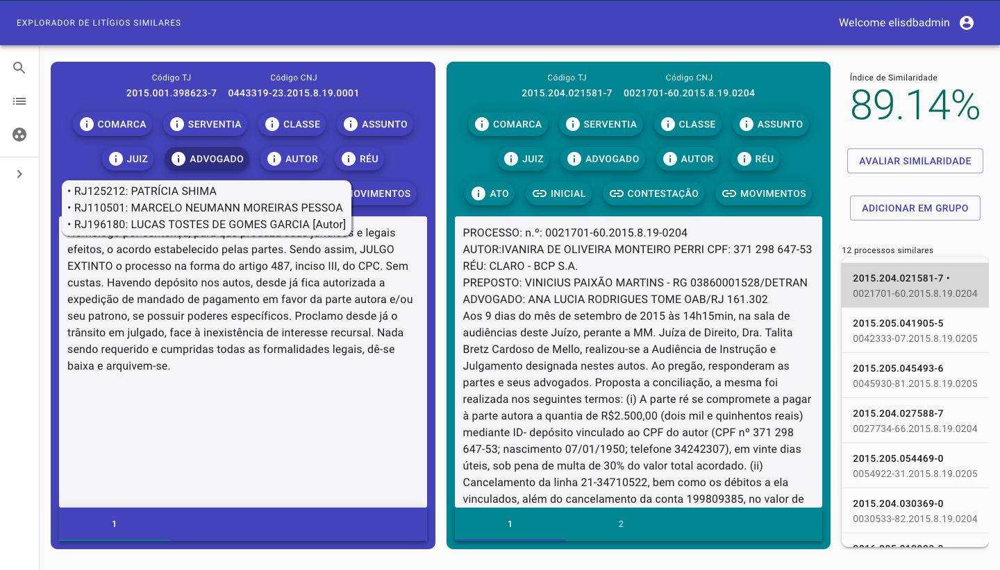 EXPLORADOR DE LITÍGIOS SIMILARES
Welcome elisdbadmin
Código TJ
2015.001.398623-7
Código CNJ
0443319-23.2015.8.19.0001
COMARCA
SERVENTIA
CLASSE
ASSUNTO
JUIZ
ADVOGADO
AUTOR
RÉU
• RJ125212: PATRÍCIA SHIMA
• RJ110501: MARCELO NEUMANN MOREIRAS PESSOA
• RJ196180: LUCAS TOSTES DE GOMES GARCIA [Autor]
MOVIMENTOS
e legais
efeitos, o acordo estabelecido pelas partes. Sendo assim, JULGO
EXTINTO o processo na forma do artigo 487, inciso III, do CPC. Sem
custas. Havendo depósito nos autos, desde já fica autorizada a
expedição de mandado de pagamento em favor da parte autora e/ou
seu patrono, se possuir poderes específicos. Proclamo desde já o
trânsito em julgado, face à inexistência de interesse recursal. Nada
sendo requerido e cumpridas todas as formalidades legais, dê-se
baixa e arquivem-se.
1
Código TJ
2015.204.021581-7
Código CNJ
0021701-60.2015.8.19.0204
COMARCA
SERVENTIA
CLASSE
ASSUNTO
JUIZ
ADVOGADO
AUTOR
RÉU
ATO
INICIAL
CONTESTAÇÃO
MOVIMENTOS
PROCESSO: n.º: 0021701-60.2015.8.19-0204
AUTOR:IVANIRA DE OLIVEIRA MONTEIRO PERRI CPF: 371 298 647-53
RÉU: CLARO - BCP S.A.
PREPOSTO: VINICIUS PAIXÃO MARTINS - RG 03860001528/DETRAN
ADVOGADO: ANA LUCIA RODRIGUES TOME OAB/RJ 161.302
Aos 9 dias do mês de setembro de 2015 às 14h15min, na sala de
audiências deste Juízo, perante a MM. Juíza de Direito, Dra. Talita
Bretz Cardoso de Mello, realizou-se a Audiência de Instrução e
Julgamento designada nestes autos. Ao pregão, responderam as
partes e seus advogados. Proposta a conciliação, a mesma foi
realizada nos seguintes termos: (i) A parte ré se compromete a pagar
à parte autora a quantia de R$2.500,00 (dois mil e quinhentos reais)
mediante ID- depósito vinculado ao CPF do autor (CPF nº 371 298
647-53; nascimento 07/01/1950; telefone 34242307), em vinte dias
úteis, sob pena de multa de 30% do valor total acordado. (ii)
Cancelamento da linha 21-34710522, bem como os débitos a ela
vinculados, além do cancelamento da conta 199809385, no valor de
1
2
Índice de Similaridade
89.14%
AVALIAR SIMILARIDADE
ADICIONAR EM GRUPO
12 processos similares
2015.204.021581-7 •
0021701-60.2015.8.19.0204
2015.205.041905-5
0042333-07.2015.8.19.0205
2015.205.045493-6
0045930-81.2015.8.19.0205
2015.204.027588-7
0027734-66.2015.8.19.0204
2015.205.054469-0
0054922-31.2015.8.19.0205
2015.204.030369-0
0030533-82.2015.8.19.0204